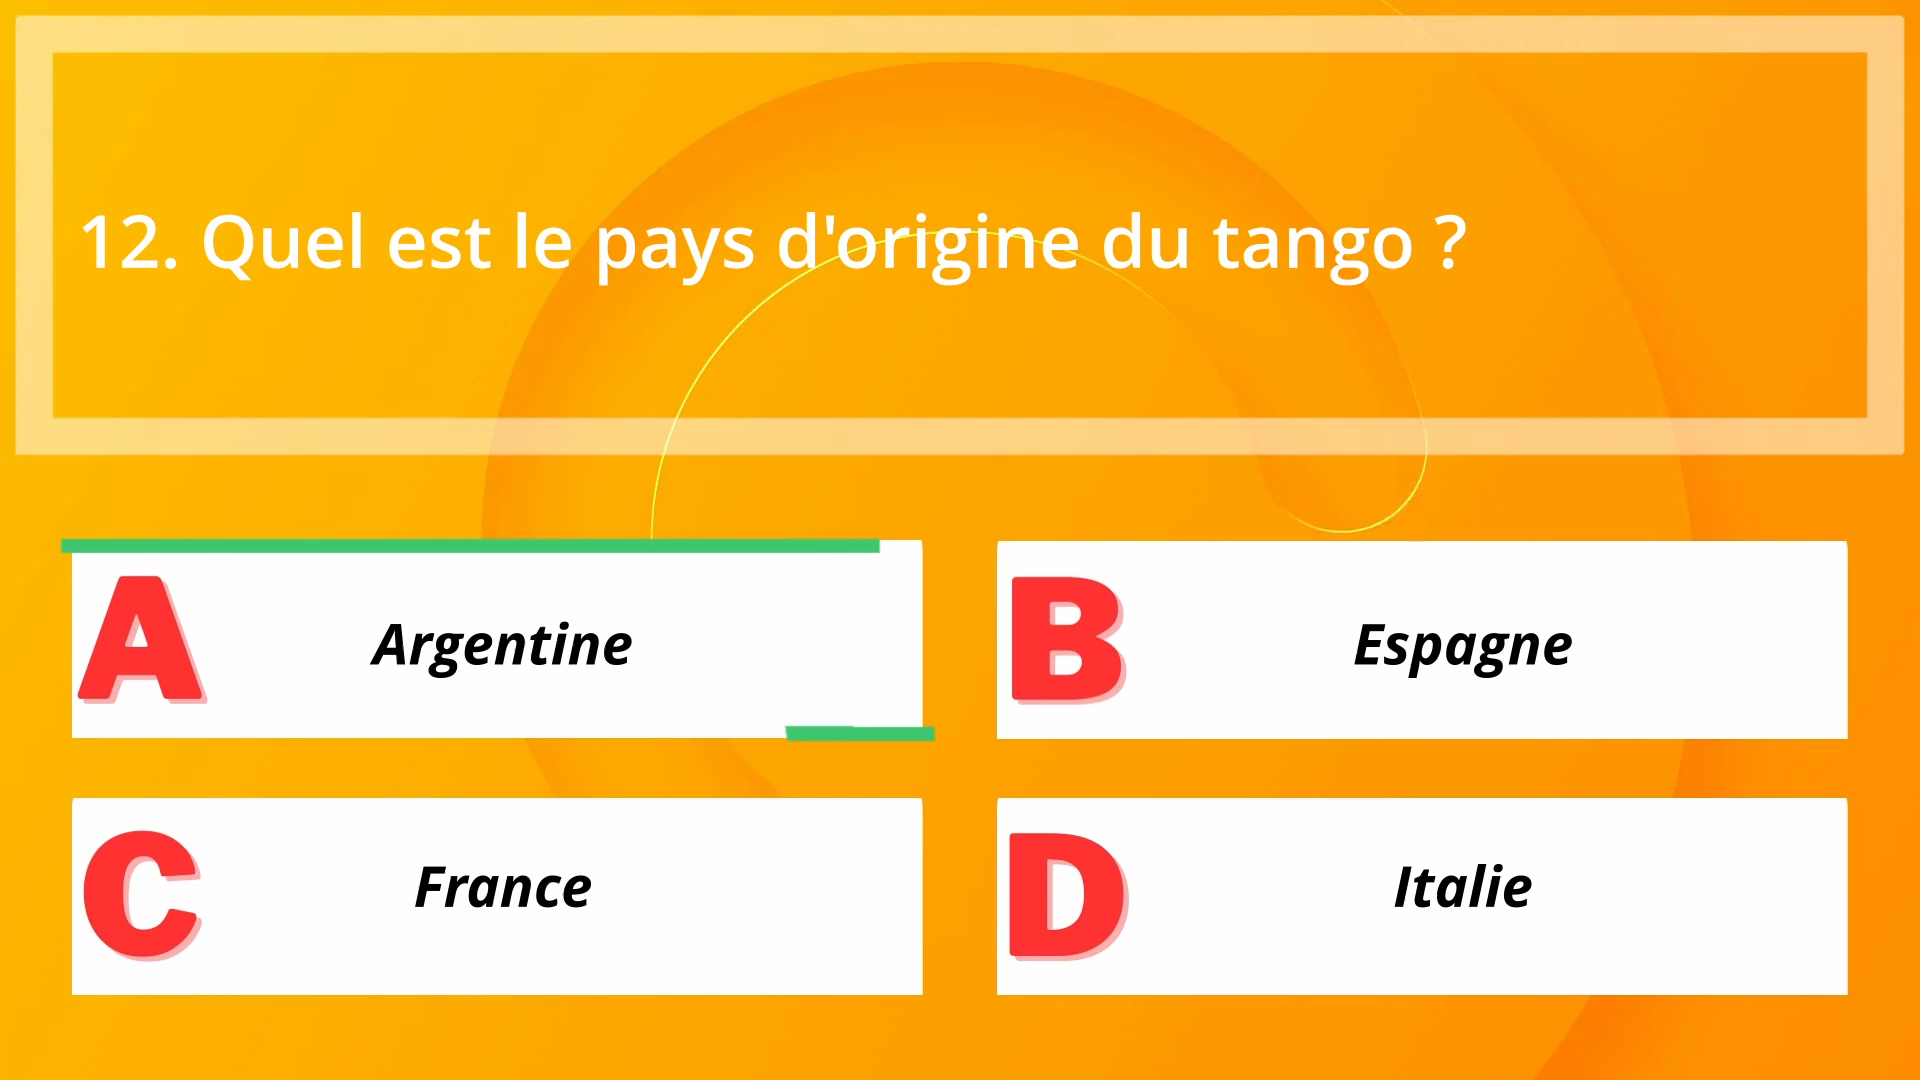 12. Quel est le pays d'origine du tango ?
A Argentine
B Espagne
C France
D Italie